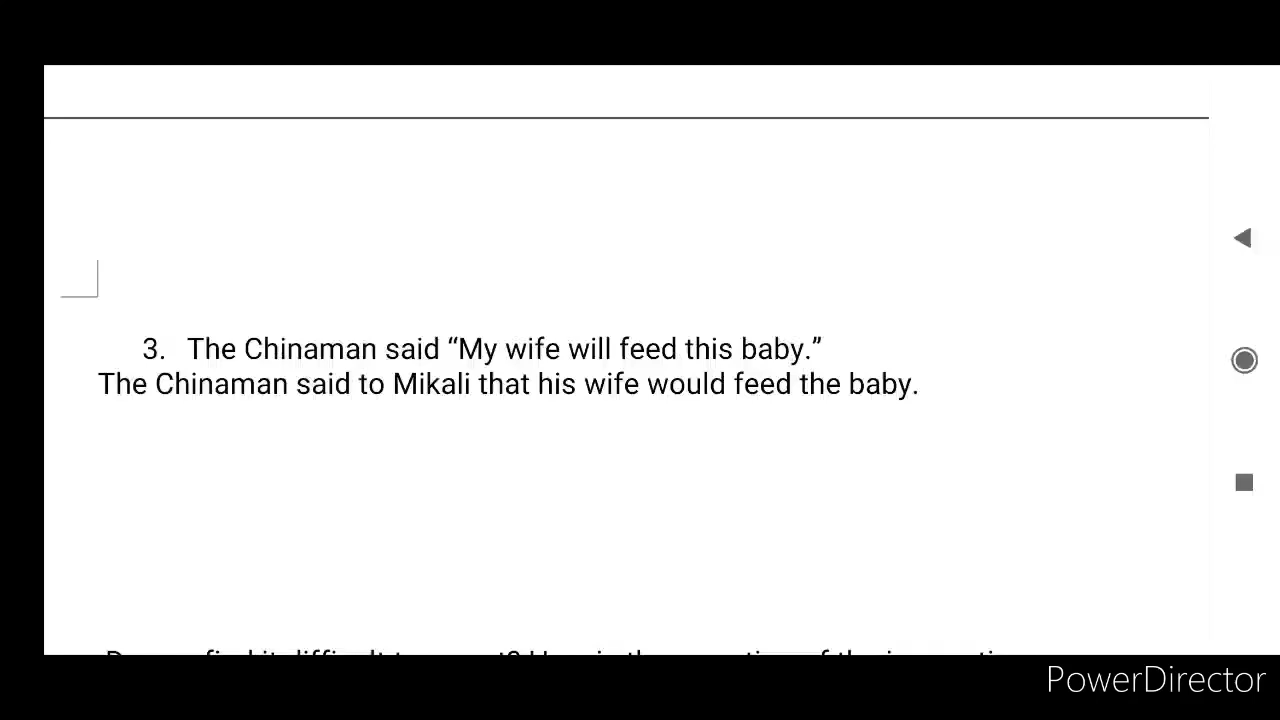 3. The Chinaman said “My wife will feed this baby.”
The Chinaman said to Mikali that his wife would feed the baby.
PowerDirector